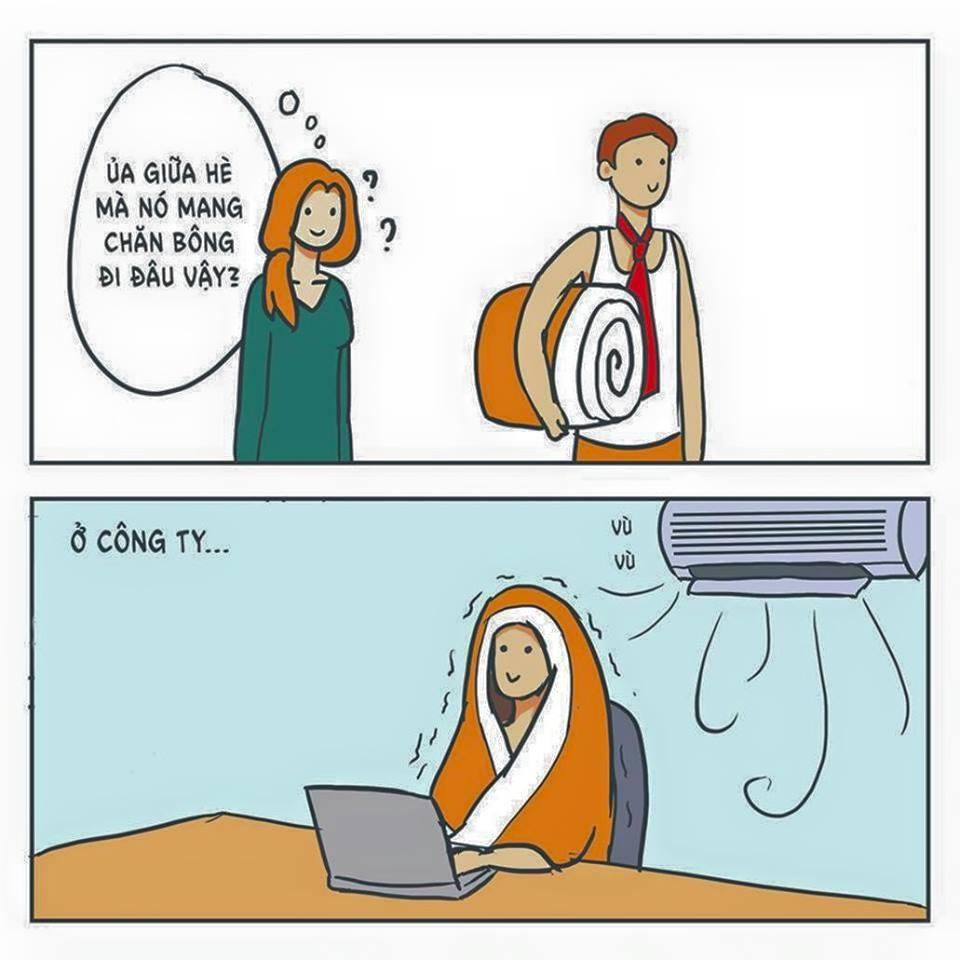 ỦA GIỮA HÈ
MÀ NÓ MANG
CHĂN BÔNG
ĐI ĐÂU VẬY?
?
?
Ở CÔNG TY...
VÙ
VÙ